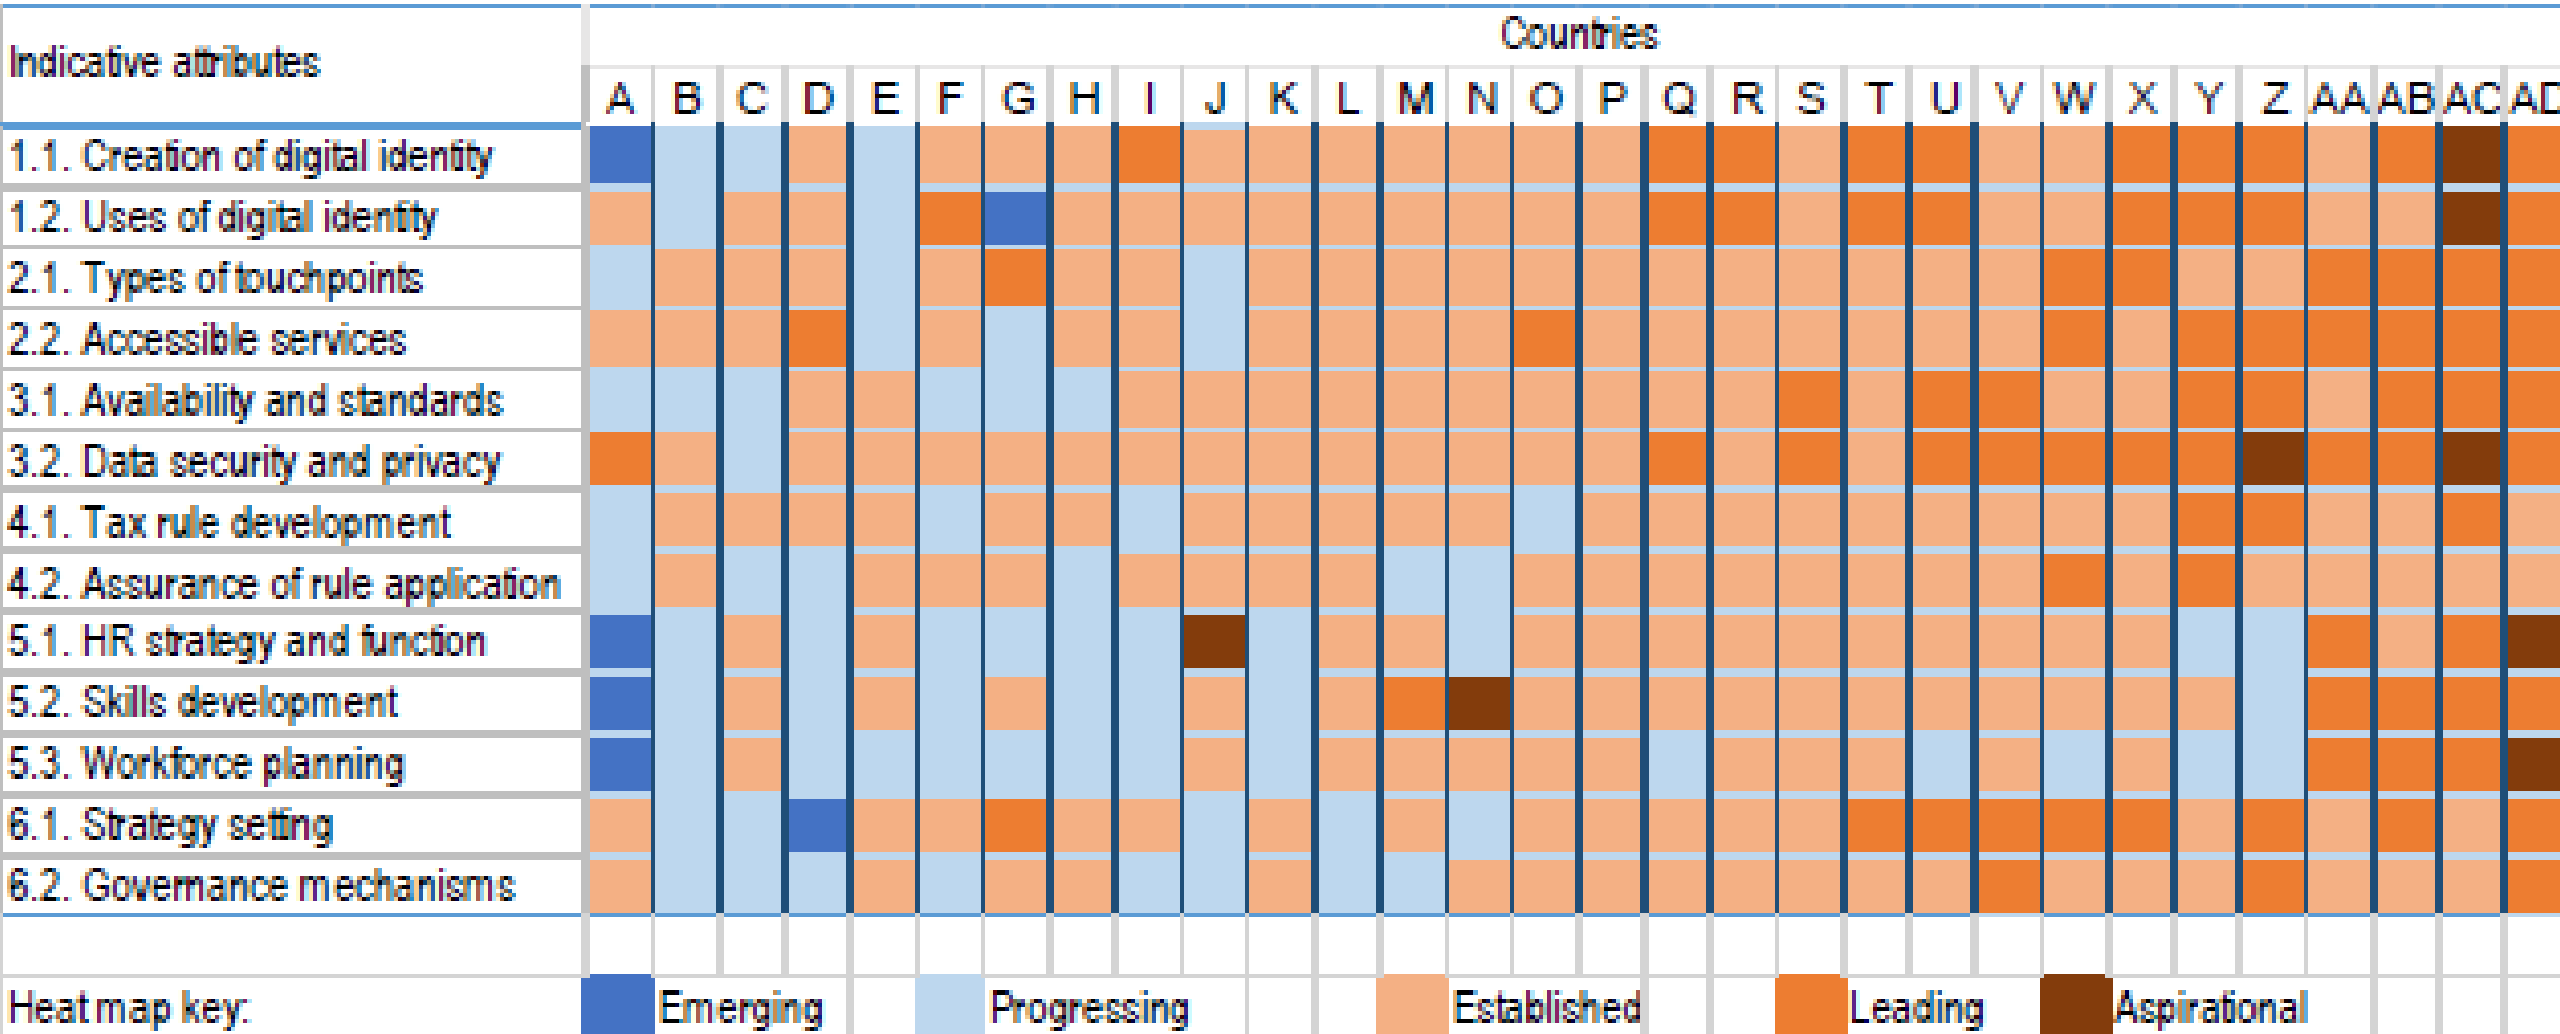 Countries
Indicative attributes
A B C D E F G H I J K L M N O P Q R S T U V W X Y Z AA AB AC AD
1.1. Creation of digital identity
1.2. Uses of digital identity
2.1. Types of touchpoints
2.2. Accessible services
3.1. Availability and standards
3.2. Data security and privacy
4.1. Tax rule development
4.2. Assurance of rule application
5.1. HR strategy and function
5.2. Skills development
5.3. Workforce planning
6.1. Strategy setting
6.2. Governance mechanisms
Heat map key: Emerging Progressing Established Leading Aspirational